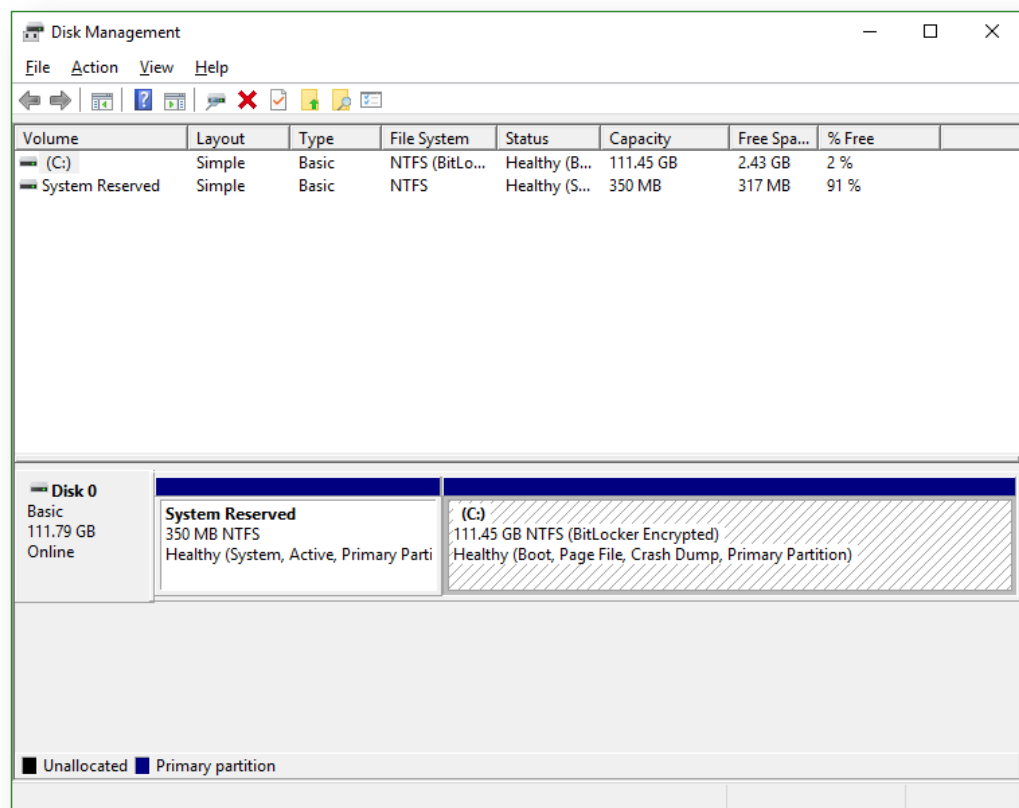 Disk Management
File Action View Help
Volume Layout Type File System Status Capacity Free Spa... % Free
(C:) Simple Basic NTFS (BitLo... Healthy (B... 111.45 GB 2.43 GB 2 %
System Reserved Simple Basic NTFS Healthy (S... 350 MB 317 MB 91 %
Disk 0
Basic
111.79 GB
Online
System Reserved
350 MB NTFS
Healthy (System, Active, Primary Parti
(C:)
111.45 GB NTFS (BitLocker Encrypted)
Healthy (Boot, Page File, Crash Dump, Primary Partition)
Unallocated Primary partition